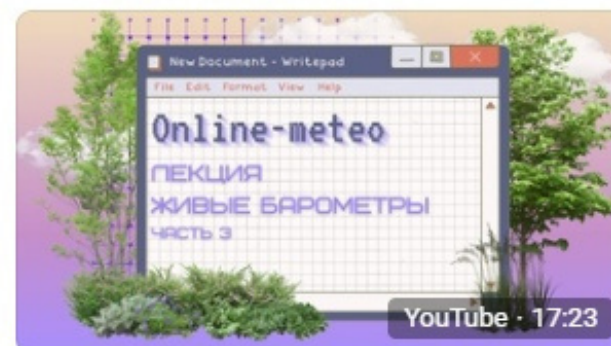 New Document - Writepad
File Edit Format View Help
Online-meteo
ЛЕКЦИЯ
ЖИВЫЕ БАРОМЕТРЫ
ЧАСТЬ 3
YouTube · 17:23